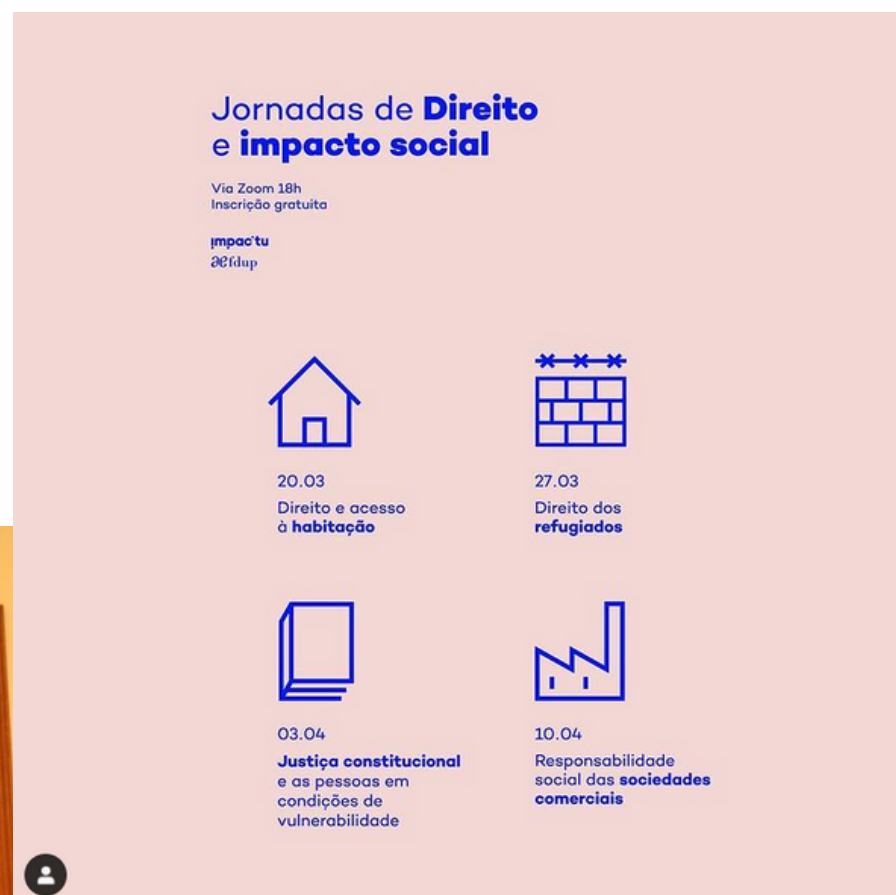 Jornadas de Direito
e impacto social
Via Zoom 18h
Inscrição gratuita
impac'tu
aefdup
20.03
Direito e acesso
à habitação
27.03
Direito dos
refugiados
03.04
Justiça constitucional
e as pessoas em
condições de
vulnerabilidade
10.04
Responsabilidade
social das sociedades
comerciais